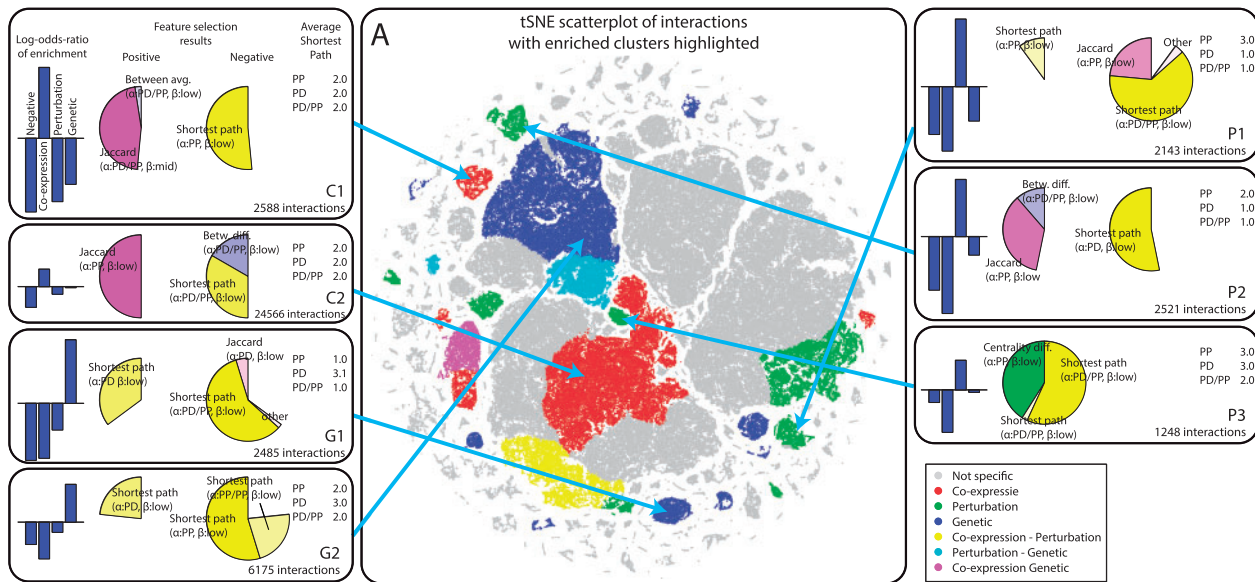 Log-odds-ratio
of enrichment
Feature selection
results
Positive
Negative
Average
Shortest
Path
Negative
Co-expression
Perturbation
Genetic
Between avg.
(α:PD/PP, β:low)
Jaccard
(α:PD/PP, β:mid)
Shortest path
(α:PP, β:low)
PP 2.0
PD 2.0
PD/PP 2.0
C1
2588 interactions
Jaccard
(α:PP, β:low)
Betw. diff.
(α:PD/PP, β:low)
Shortest path
(α:PD/PP, β:low)
PP 2.0
PD 2.0
PD/PP 2.0
C2
24566 interactions
Shortest path
(α:PD β:low)
Jaccard
(α:PD, β:low
Shortest path
(α:PD/PP, β:low)
other
PP 1.0
PD 3.1
PD/PP 1.0
G1
2485 interactions
Shortest path
(α:PD, β:low)
Shortest path
(α:PP/PP, β:low)
Shortest path
(α:PP, β:low)
PP 2.0
PD 3.0
PD/PP 2.0
G2
6175 interactions
A
tSNE scatterplot of interactions
with enriched clusters highlighted
Shortest path
(α:PP, β:low)
Jaccard
(α:PP, β:low)
Other
Shortest path
(α:PD/PP, β:low)
PP 3.0
PD 1.0
PD/PP 1.0
P1
2143 interactions
Betw. diff.
(α:PD/PP, β:low)
Jaccard
(α:PP, β:low
Shortest path
(α:PD, β:low)
PP 2.0
PD 1.0
PD/PP 1.0
P2
2521 interactions
Centrality diff.
(α:PP, β:low)
Shortest path
(α:PD/PP, β:low)
Shortest path
(α:PD/PP, β:low)
PP 3.0
PD 3.0
PD/PP 2.0
P3
1248 interactions
Not specific
Co-expressie
Perturbation
Genetic
Co-expression - Perturbation
Perturbation - Genetic
Co-expression Genetic